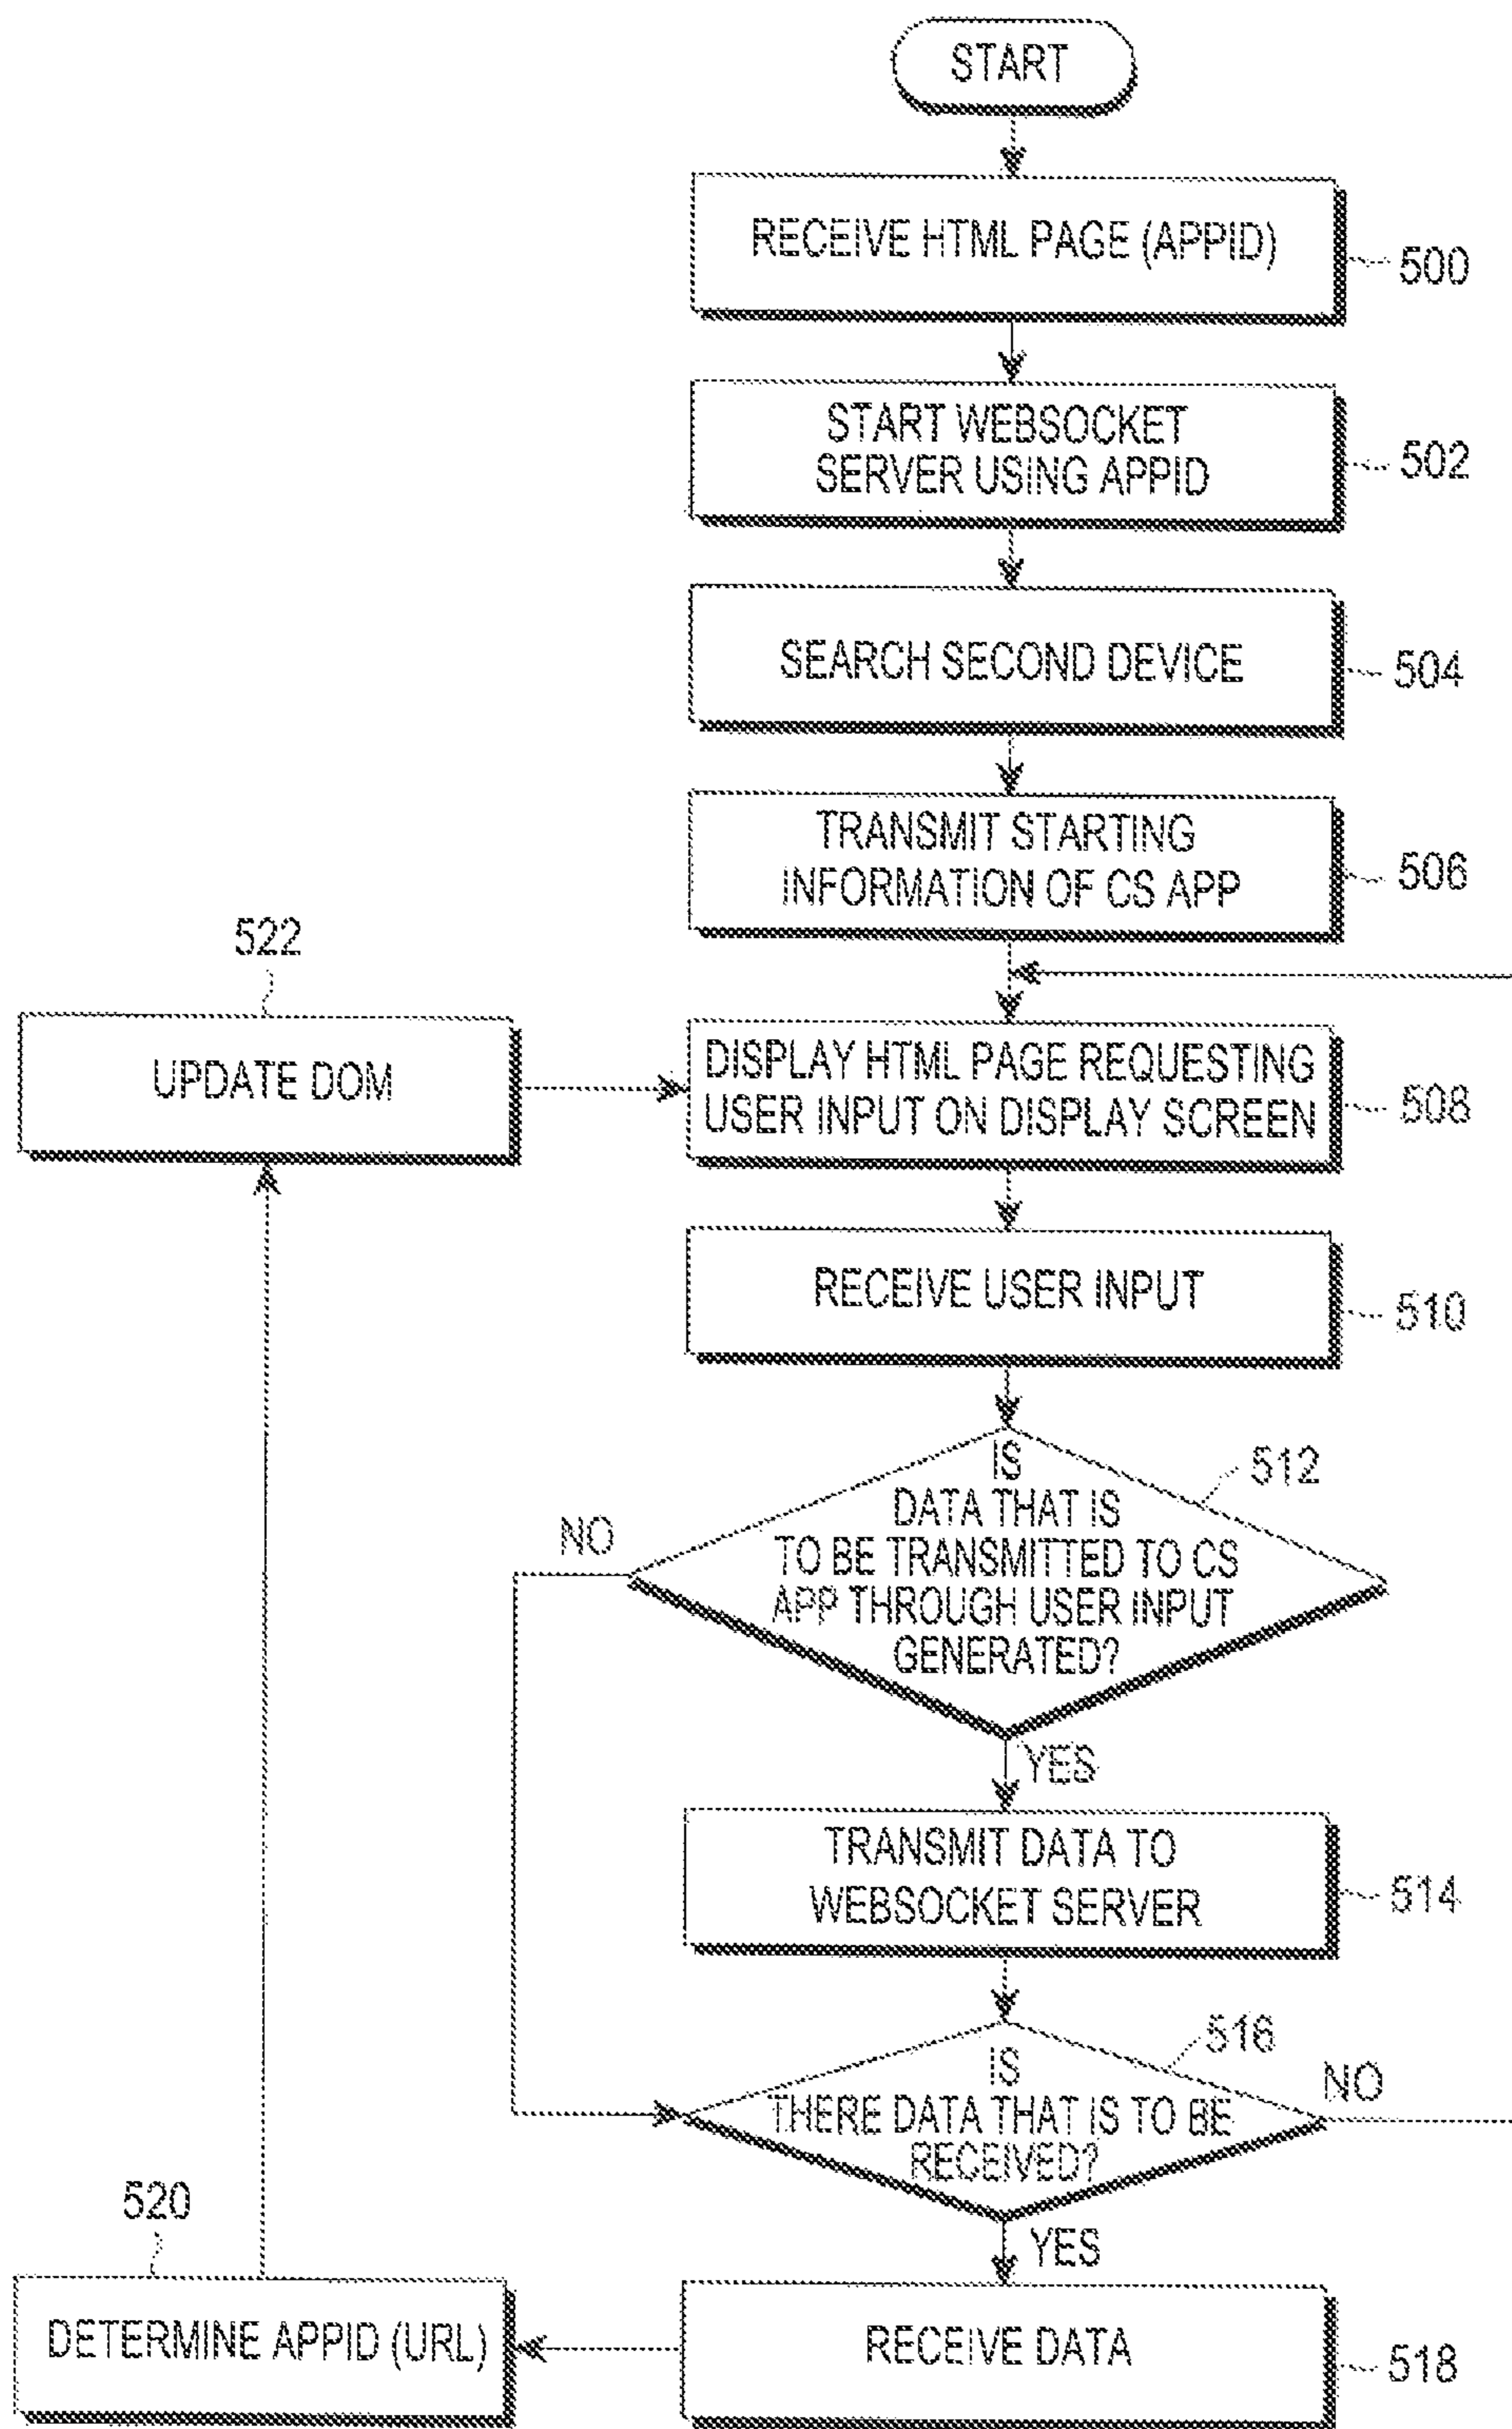 START
RECEIVE HTML PAGE (APPID)
500
START WEBSOCKET
SERVER USING APPID
502
SEARCH SECOND DEVICE
504
TRANSMIT STARTING
INFORMATION OF CS APP
506
522
UPDATE DOM
DISPLAY HTML PAGE REQUESTING
USER INPUT ON DISPLAY SCREEN
508
RECEIVE USER INPUT
510
512
IS
DATA THAT IS
TO BE TRANSMITTED TO CS
APP THROUGH USER INPUT
GENERATED?
NO
YES
TRANSMIT DATA TO
WEBSOCKET SERVER
514
516
IS
THERE DATA THAT IS TO BE
RECEIVED?
NO
YES
520
DETERMINE APPID (URL)
RECEIVE DATA
518